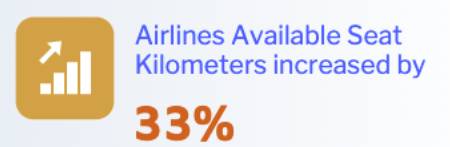 Airlines Available Seat
Kilometers increased by
33%